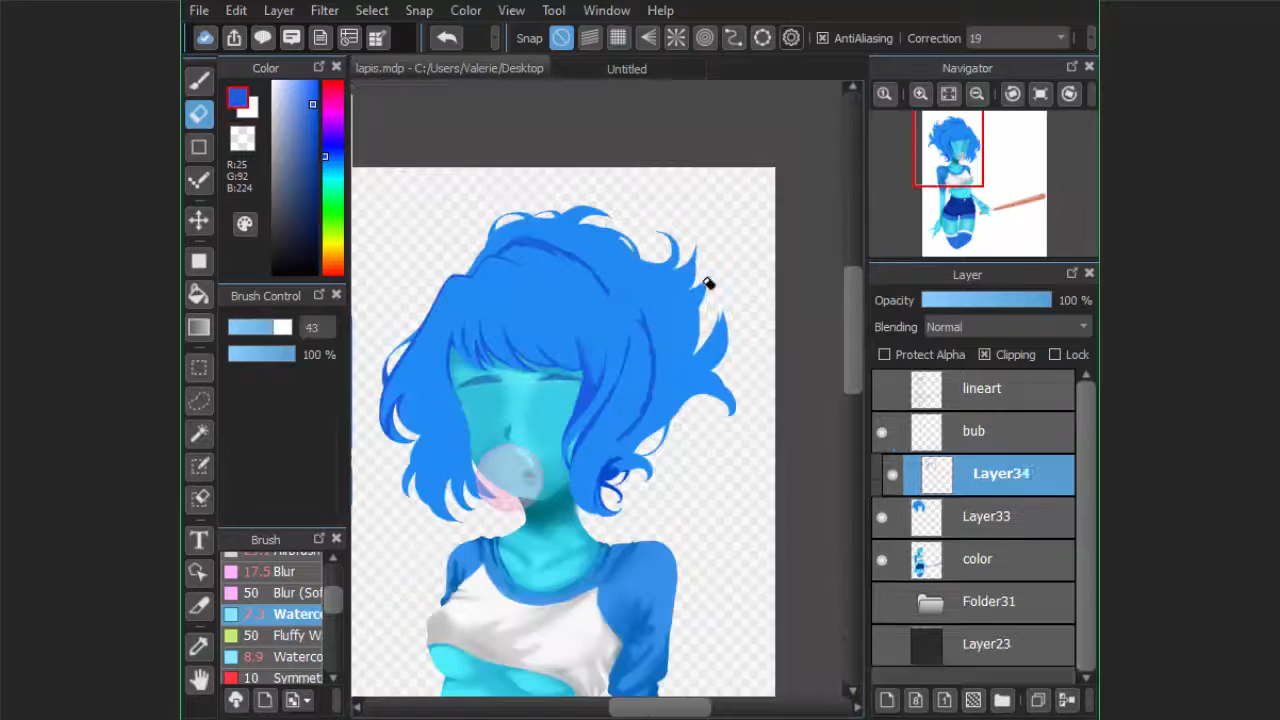 File Edit Layer Filter Select Snap Color View Tool Window Help
Snap AntiAliasing Correction 19
Color
lapis.mdp - C:/Users/Valerie/Desktop Untitled
Navigator
R:25
G:92
B:224
Brush Control
43
100 %
Layer
Opacity 100 %
Blending Normal
Protect Alpha Clipping Lock
lineart
bub
Layer34
Layer33
color
Folder31
Layer23
Brush
17.5 Blur
50 Blur (Sof
Waterco
50 Fluffy W
8.9 Waterco
10 Symmet